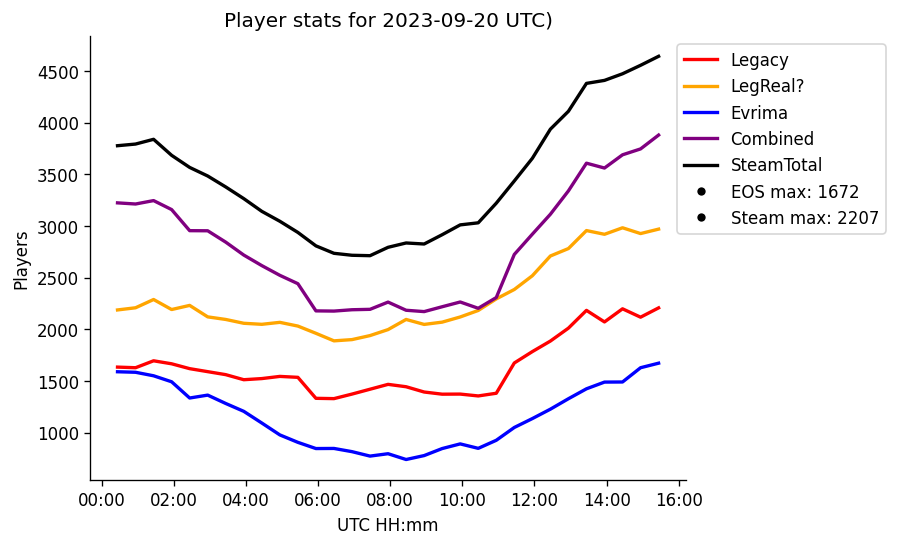 Player stats for 2023-09-20 UTC)
Players
4500
4000
3500
3000
2500
2000
1500
1000
00:00 02:00 04:00 06:00 08:00 10:00 12:00 14:00 16:00
UTC HH:mm
Legacy
LegReal?
Evrima
Combined
SteamTotal
EOS max: 1672
Steam max: 2207